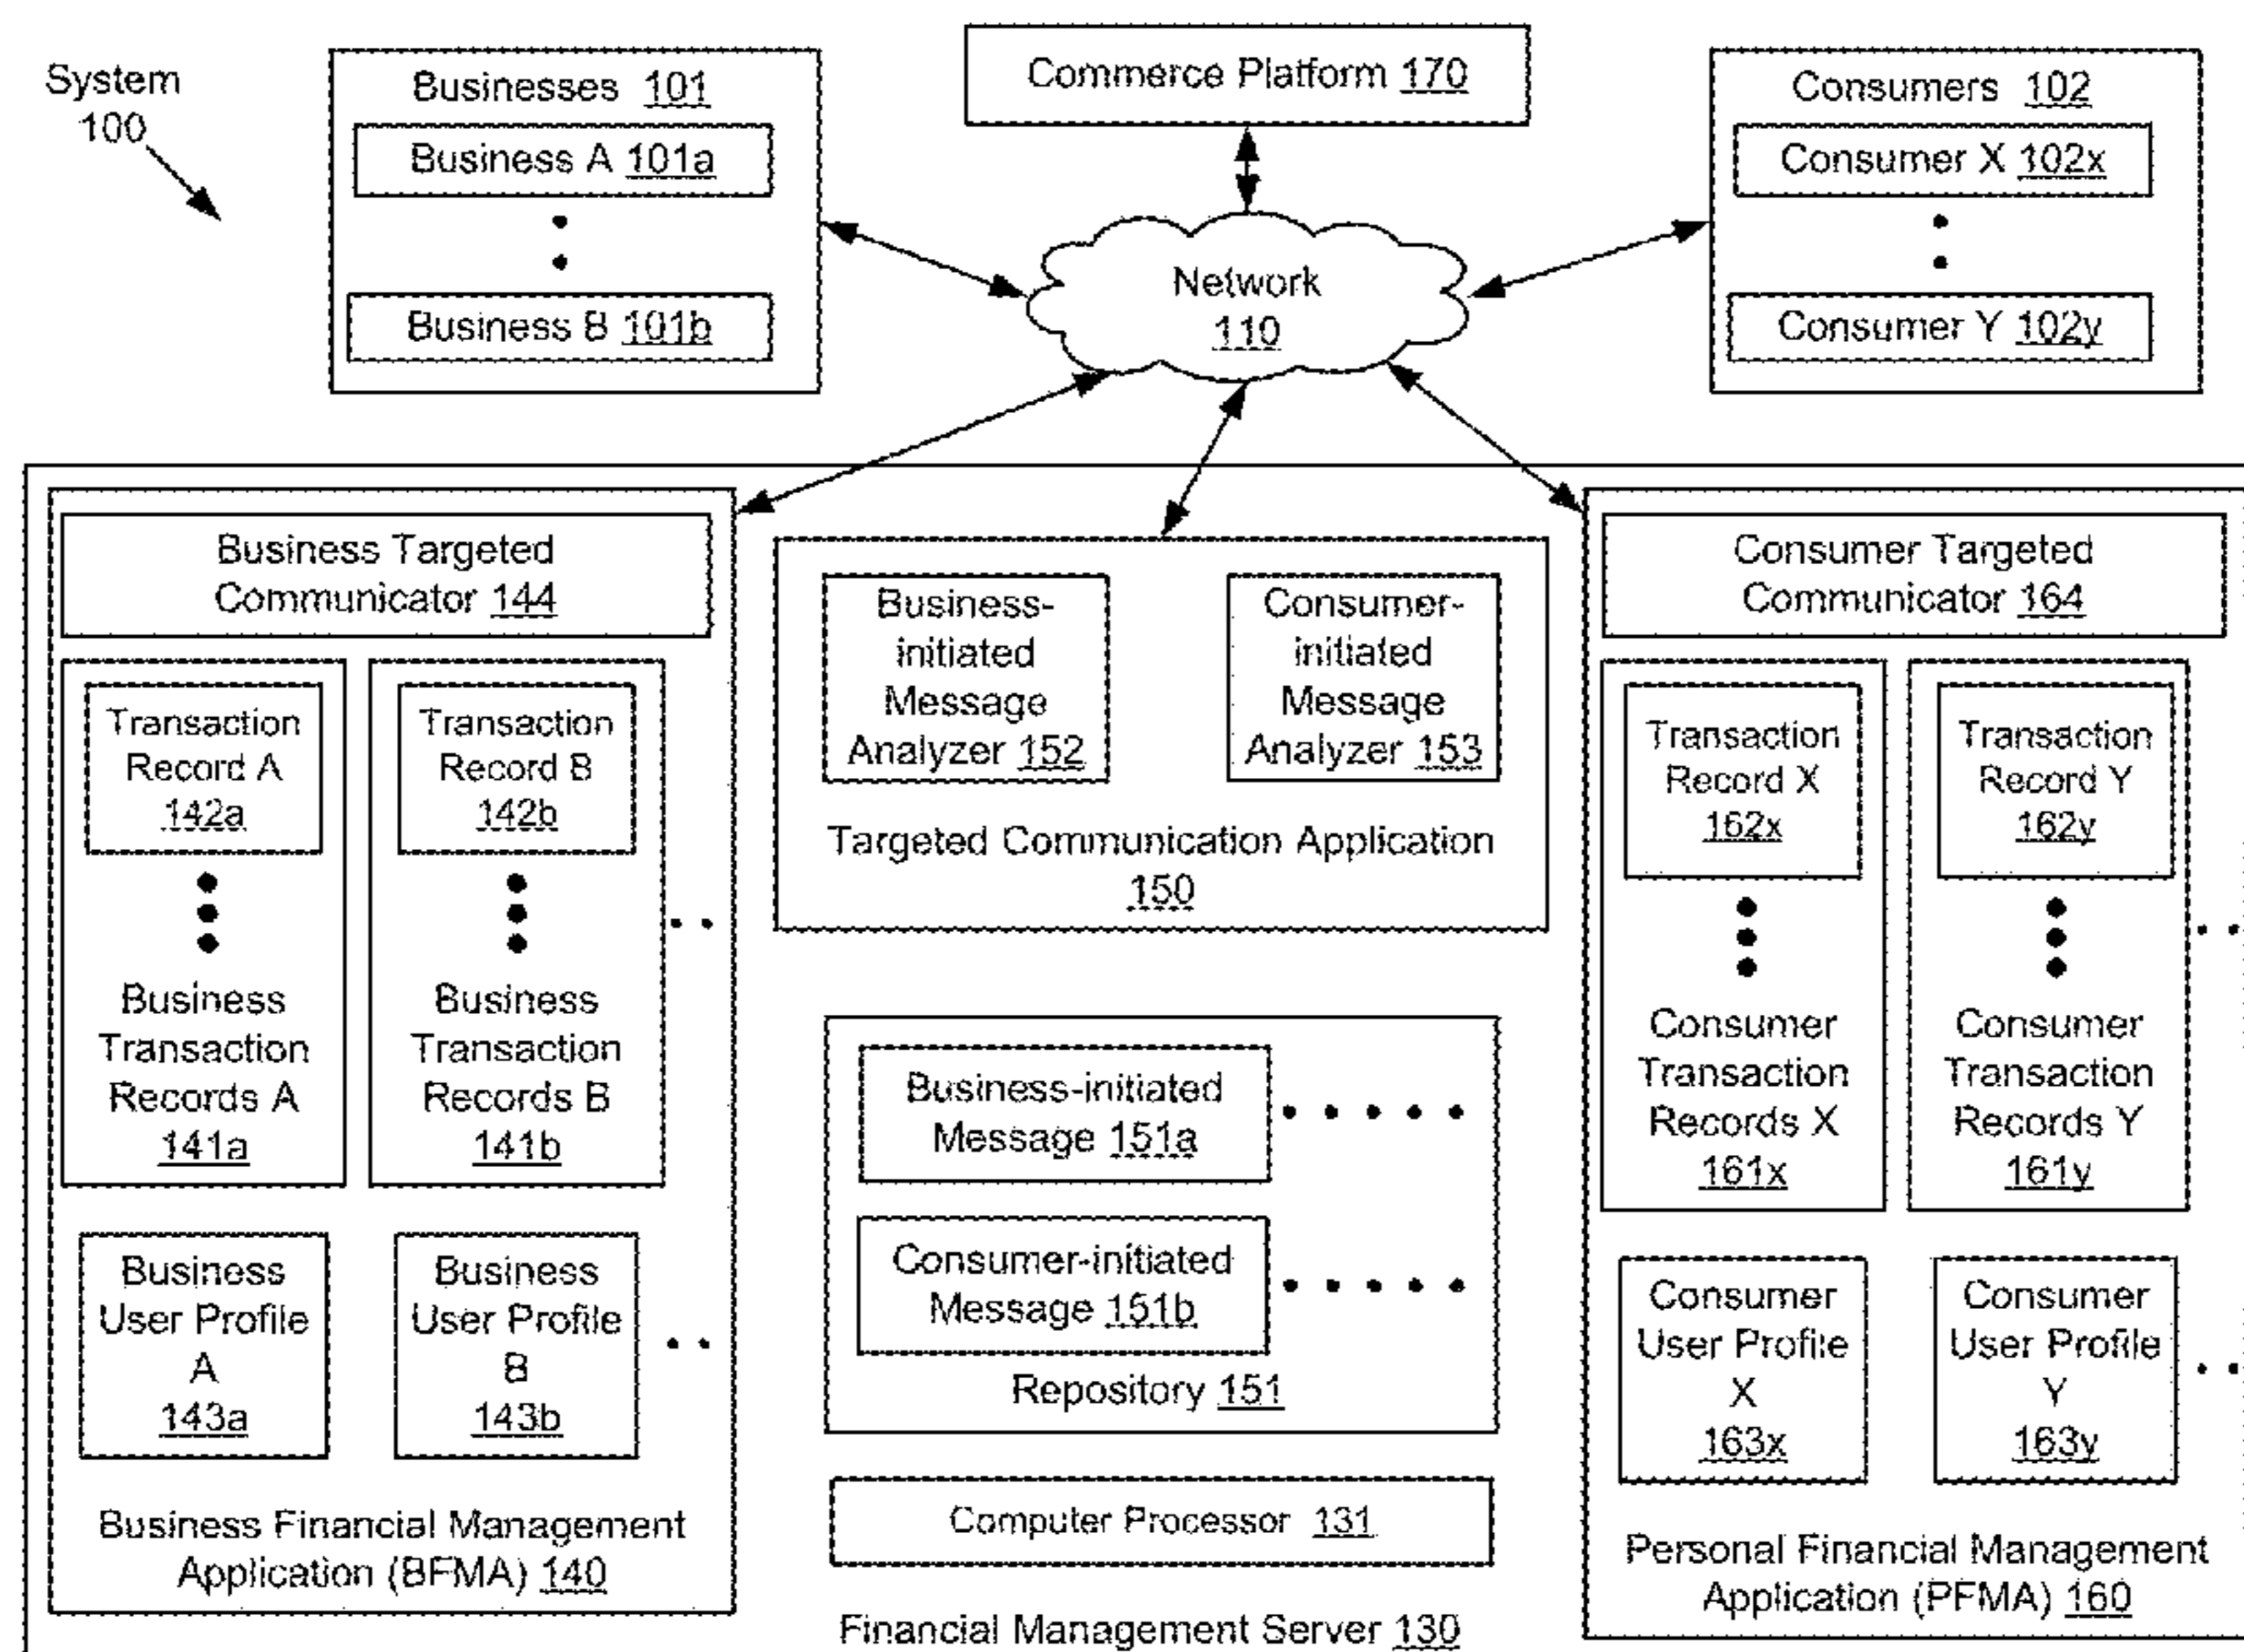 System
100
Businesses 101
Business A 101a
Business B 101b
Commerce Platform 170
Network
110
Consumers 102
Consumer X 102x
Consumer Y 102y
Business Targeted
Communicator 144
Transaction
Record A
142a
Business
Transaction
Records A
141a
Transaction
Record B
142b
Business
Transaction
Records B
141b
Business
User Profile
A
143a
Business
User Profile
B
143b
Business Financial Management
Application (BFMA) 140
Business-
initiated
Message
Analyzer 152
Consumer-
initiated
Message
Analyzer 153
Targeted Communication Application
150
Business-initiated
Message 151a
Consumer-initiated
Message 151b
Repository 151
Computer Processor 131
Financial Management Server 130
Consumer Targeted
Communicator 164
Transaction
Record X
162x
Consumer
Transaction
Records X
161x
Transaction
Record Y
162y
Consumer
Transaction
Records Y
161y
Consumer
User Profile
X
163x
Consumer
User Profile
Y
163y
Personal Financial Management
Application (PFMA) 160